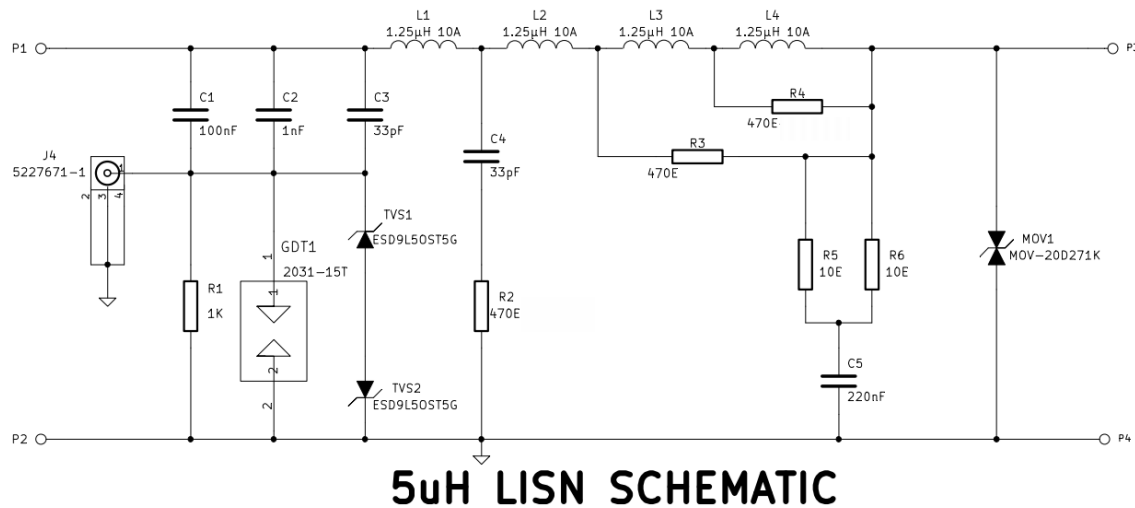 L1
1.25µH 10A
L2
1.25µH 10A
L3
1.25µH 10A
L4
1.25µH 10A
P1
C1
100nF
C2
1nF
C3
33pF
C4
33pF
R4
470E
R3
470E
J4
5227671-1
1
2
3
4
TVS1
ESD9L5OST5G
GDT1
2031-15T
1
1
2
2
R1
1K
R2
470E
R5
10E
R6
10E
MOV1
MOV-20D271K
TVS2
ESD9L5OST5G
C5
220nF
P2
P4
5uH LISN SCHEMATIC